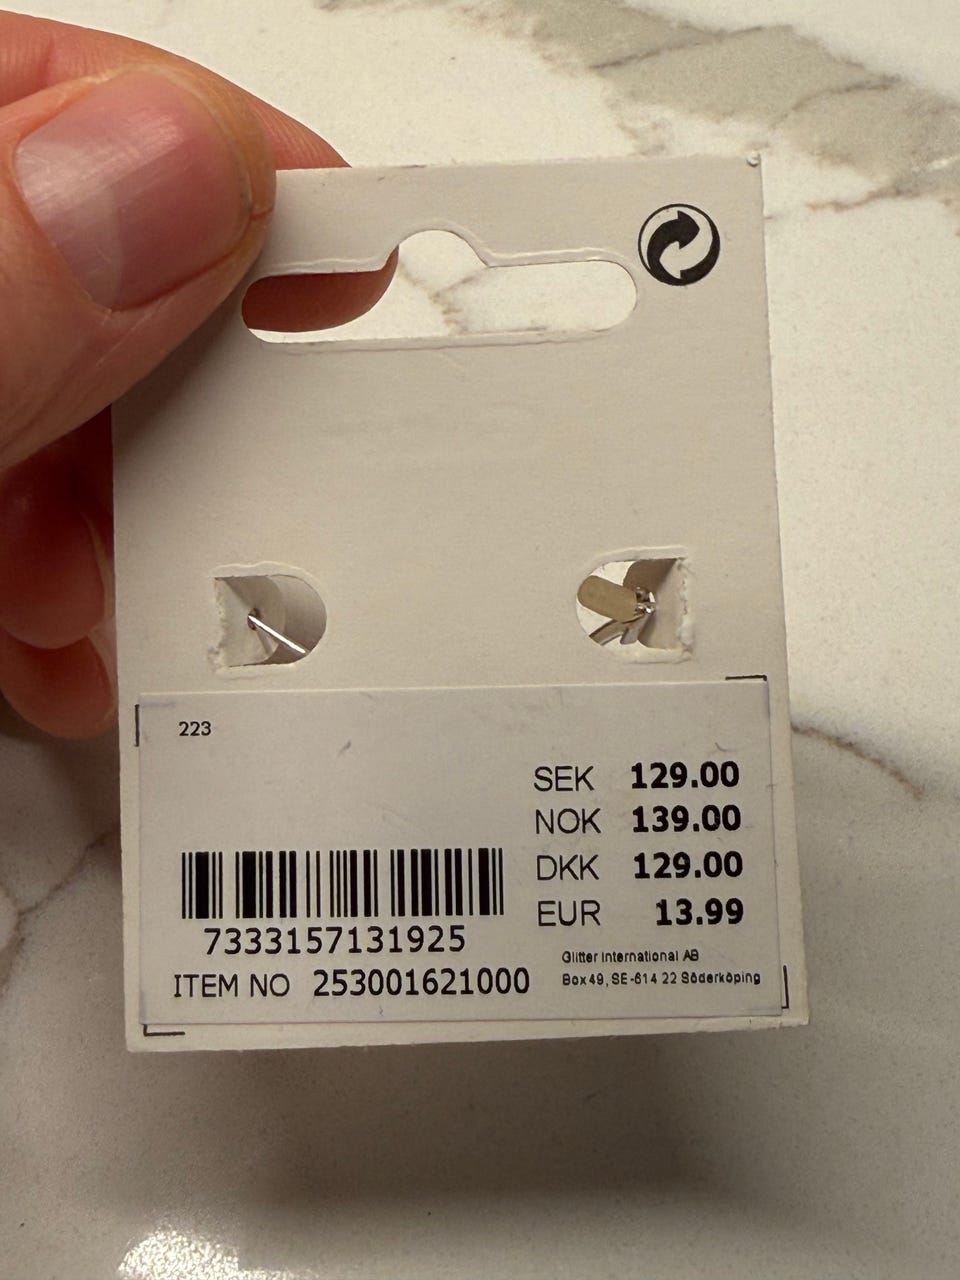 223
SEK 129.00
NOK 139.00
DKK 129.00
EUR 13.99
7333157131925
ITEM NO 253001621000
Glitter International AB
Box 49, SE-614 22 Söderköping